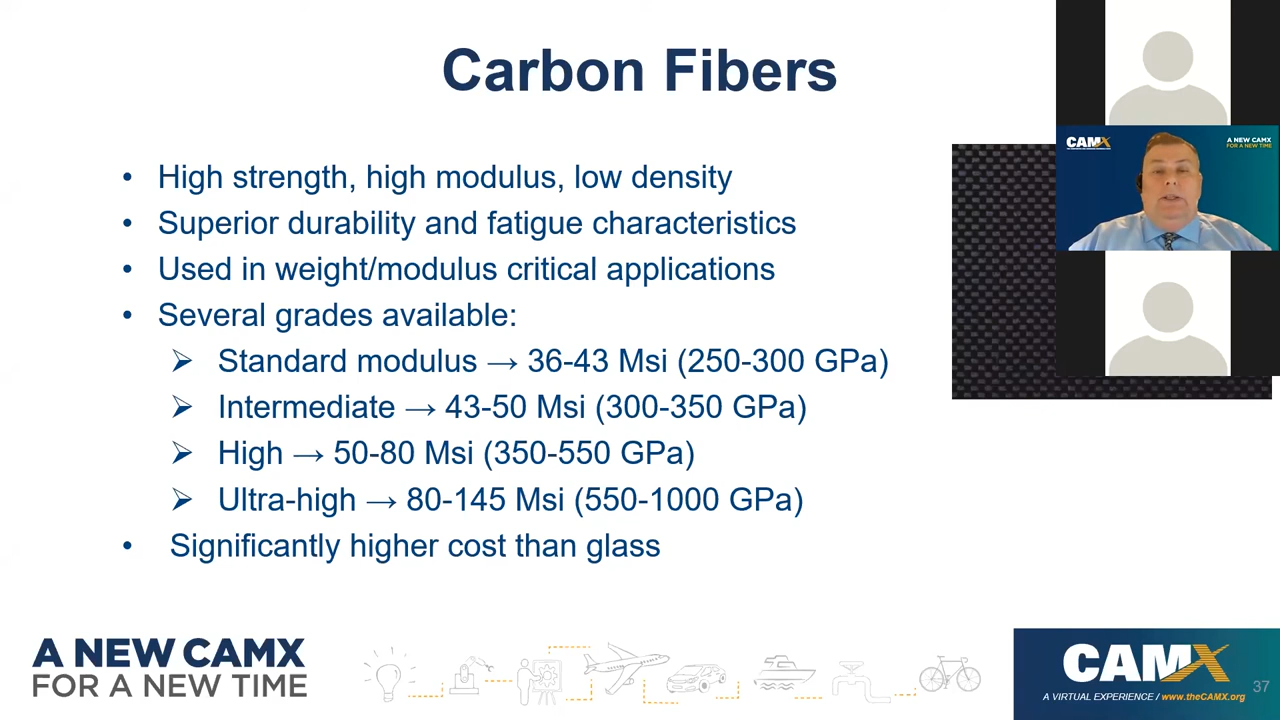 Carbon Fibers
• High strength, high modulus, low density
• Superior durability and fatigue characteristics
• Used in weight/modulus critical applications
• Several grades available:
➢ Standard modulus → 36-43 Msi (250-300 GPa)
➢ Intermediate → 43-50 Msi (300-350 GPa)
➢ High → 50-80 Msi (350-550 GPa)
➢ Ultra-high → 80-145 Msi (550-1000 GPa)
• Significantly higher cost than glass
CAMX
A NEW CAMX
FOR A NEW TIME
A NEW CAMX
FOR A NEW TIME
CAMX
A VIRTUAL EXPERIENCE / www.theCAMX.org
37